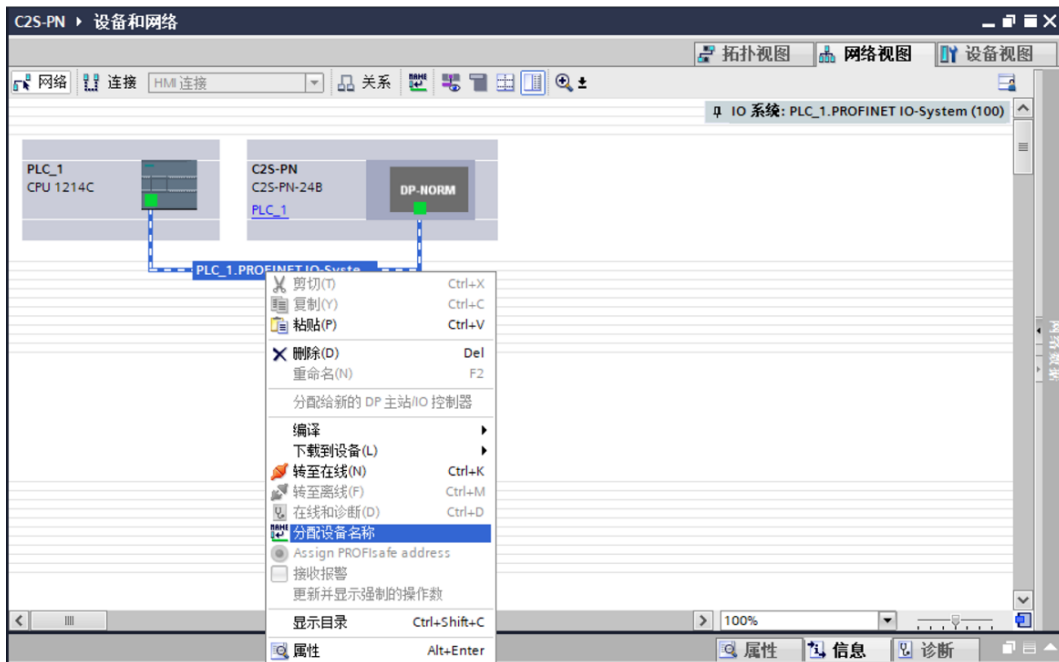 C2S-PN ▸ 设备和网络
拓扑视图 网络视图 设备视图
网络 连接 HMI 连接 关系 100%
IO 系统: PLC_1.PROFINET IO-System (100)
PLC_1
CPU 1214C
C2S-PN
C2S-PN-24B
PLC_1
DP-NORM
PLC_1.PROFINET IO-Syste...
剪切(T) Ctrl+X
复制(Y) Ctrl+C
粘贴(P) Ctrl+V
删除(D) Del
重命名(N) F2
分配给新的 DP 主站/IO 控制器
编译
下载到设备(L)
转至在线(N) Ctrl+K
转至离线(F) Ctrl+M
在线和诊断(D) Ctrl+D
NAME 分配设备名称
Assign PROFIsafe address
接收报警
更新并显示强制的操作数
显示目录 Ctrl+Shift+C
属性 Alt+Enter
100%
属性 信息 诊断